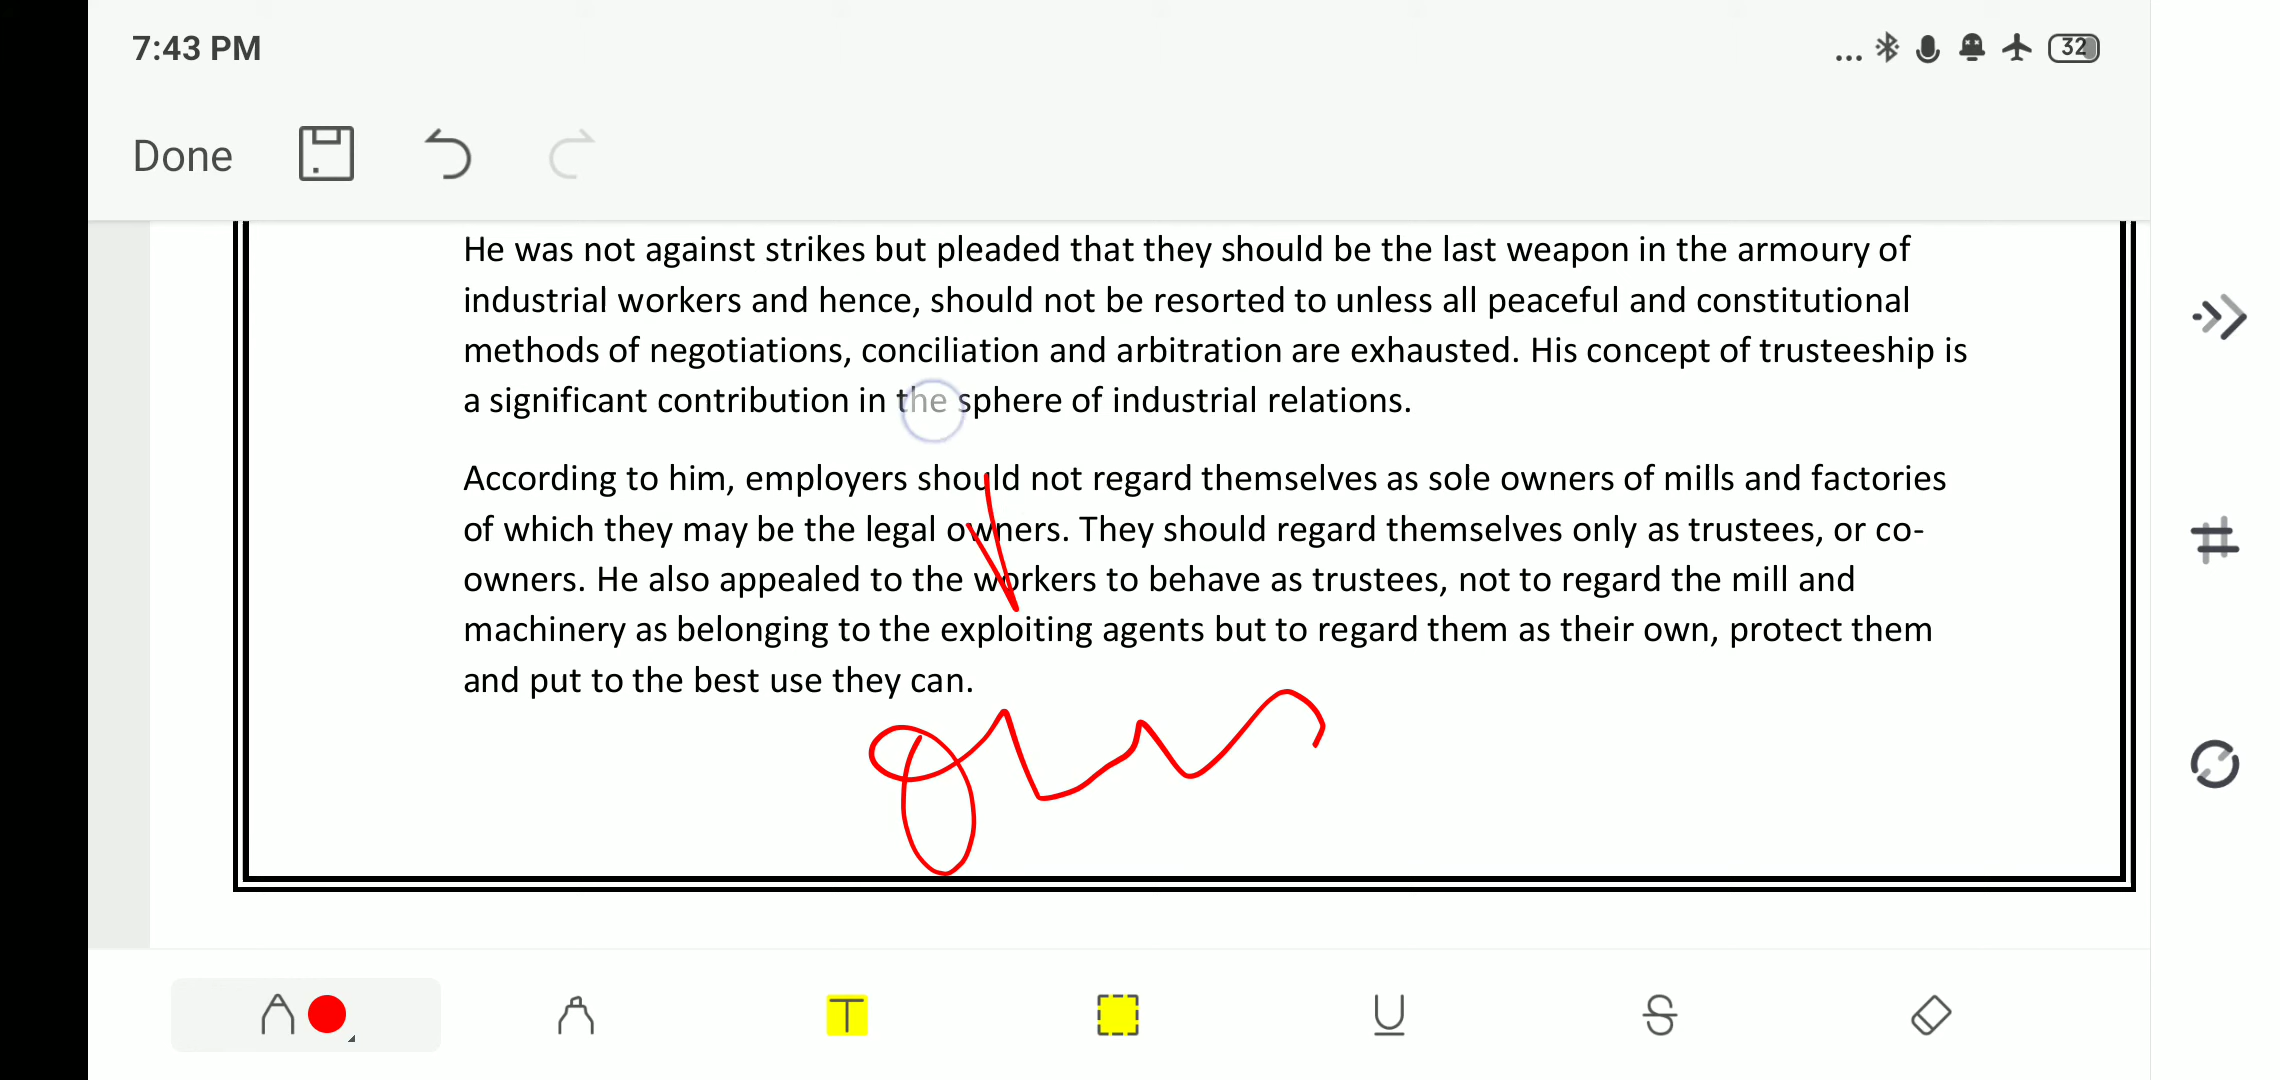 7:43 PM
32
Done
He was not against strikes but pleaded that they should be the last weapon in the armoury of
industrial workers and hence, should not be resorted to unless all peaceful and constitutional
methods of negotiations, conciliation and arbitration are exhausted. His concept of trusteeship is
a significant contribution in the sphere of industrial relations.
According to him, employers should not regard themselves as sole owners of mills and factories
of which they may be the legal owners. They should regard themselves only as trustees, or co-
owners. He also appealed to the workers to behave as trustees, not to regard the mill and
machinery as belonging to the exploiting agents but to regard them as their own, protect them
and put to the best use they can.